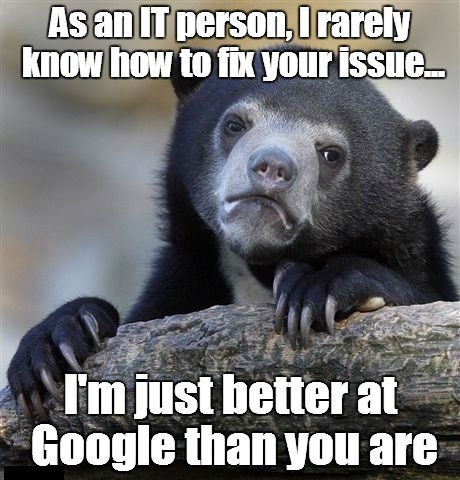 As an IT person, I rarely
know how to fix your issue...
I'm just better at
Google than you are